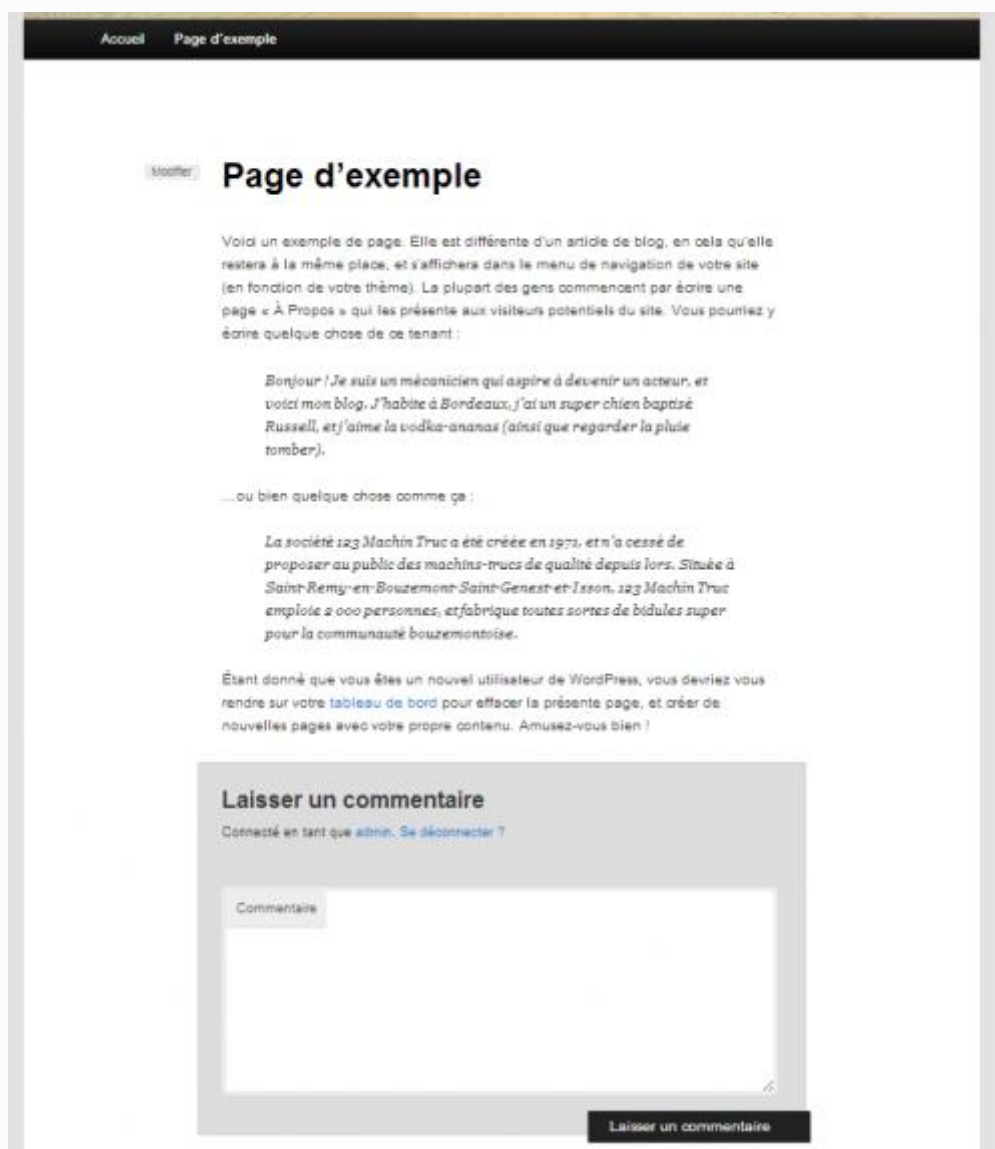 Accueil Page d'exemple
Modifier
Page d'exemple
Voici un exemple de page. Elle est différente d'un article de blog, en cela qu'elle
restera à la même place, et s'affichera dans le menu de navigation de votre site
(en fonction de votre thème). La plupart des gens commencent par écrire une
page « À Propos » qui les présente aux visiteurs potentiels du site. Vous pourriez y
écrire quelque chose de ce tenant :
Bonjour ! Je suis un mécanicien qui aspire à devenir un acteur, et
voici mon blog. J'habite à Bordeaux, j'ai un super chien baptisé
Russell, et j'aime la vodka-ananas (ainsi que regarder la pluie
tomber).
…ou bien quelque chose comme ça :
La société 123 Machin Truc a été créée en 1971, et n'a cessé de
proposer au public des machins-trucs de qualité depuis lors. Située à
Saint-Remy-en-Bouzemont-Saint-Genest-et-Isson, 123 Machin Truc
emploie 2 000 personnes, et fabrique toutes sortes de bidules super
pour la communauté bouzemontoise.
Étant donné que vous êtes un nouvel utilisateur de WordPress, vous devriez vous
rendre sur votre tableau de bord pour effacer la présente page, et créer de
nouvelles pages avec votre propre contenu. Amusez-vous bien !
Laisser un commentaire
Connecté en tant que admin. Se déconnecter ?
Commentaire
Laisser un commentaire